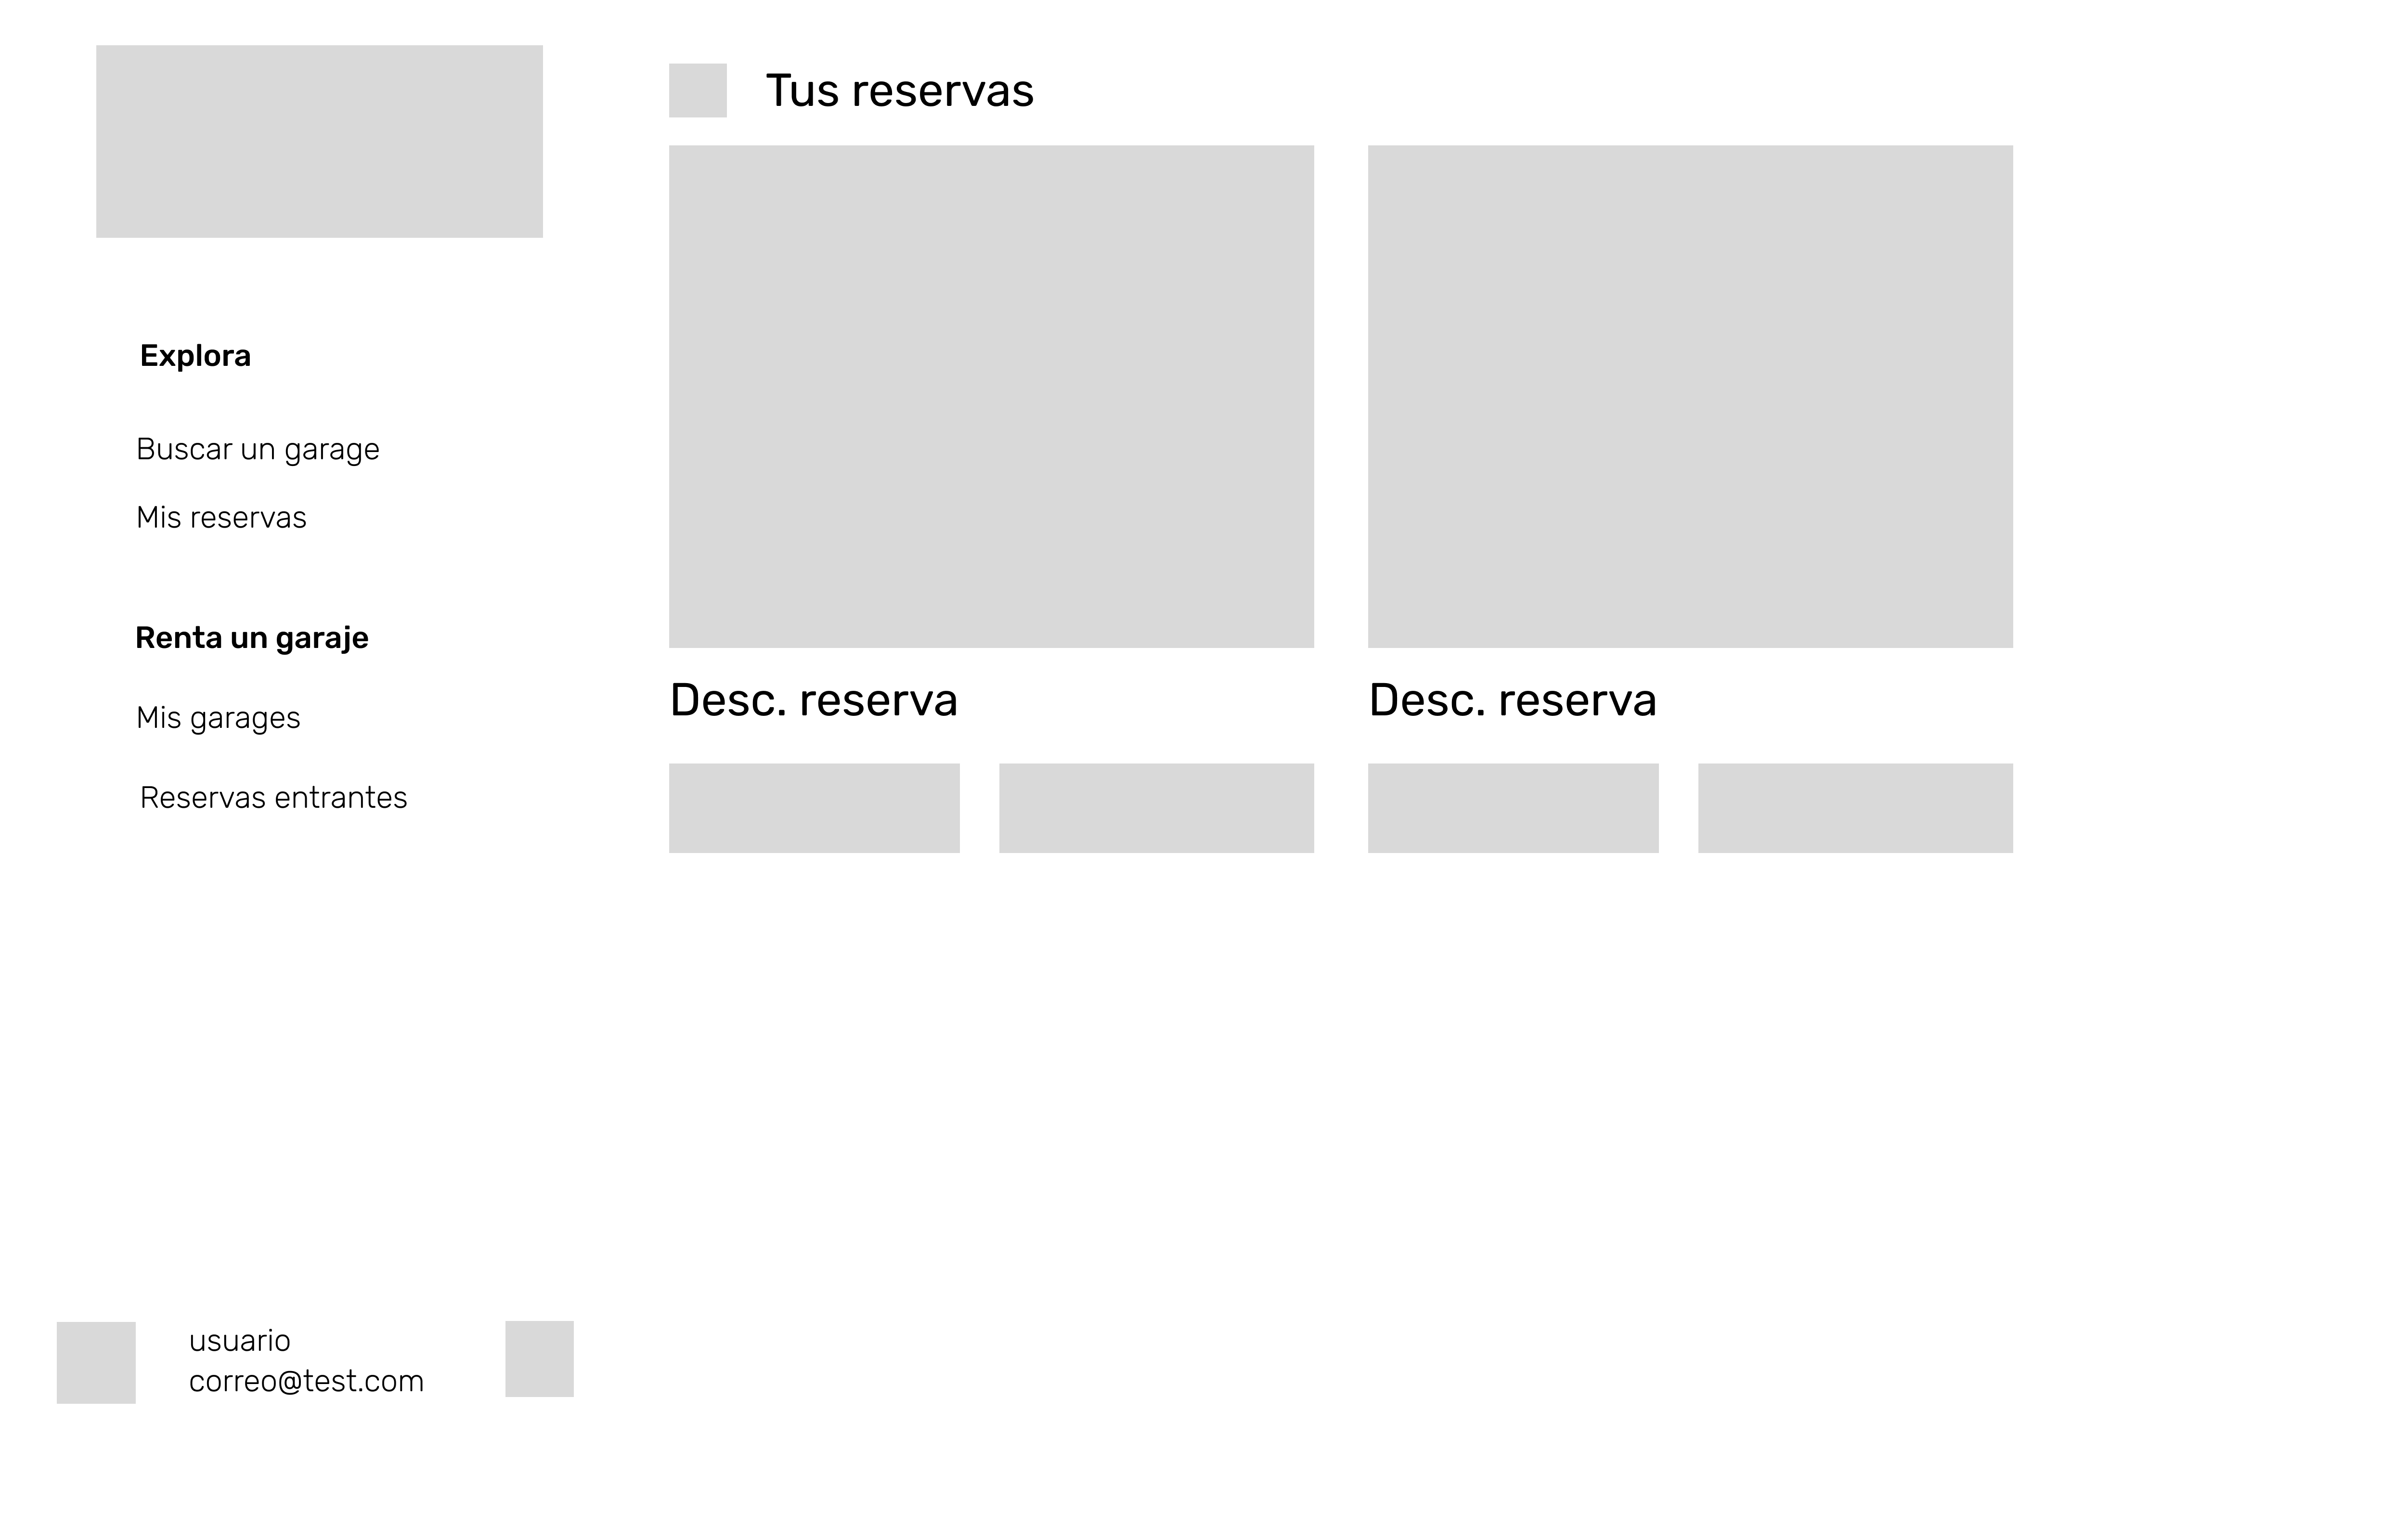 Tus reservas
Explora
Buscar un garage
Mis reservas
Renta un garaje
Mis garages
Reservas entrantes
Desc. reserva
Desc. reserva
usuario
correo@test.com